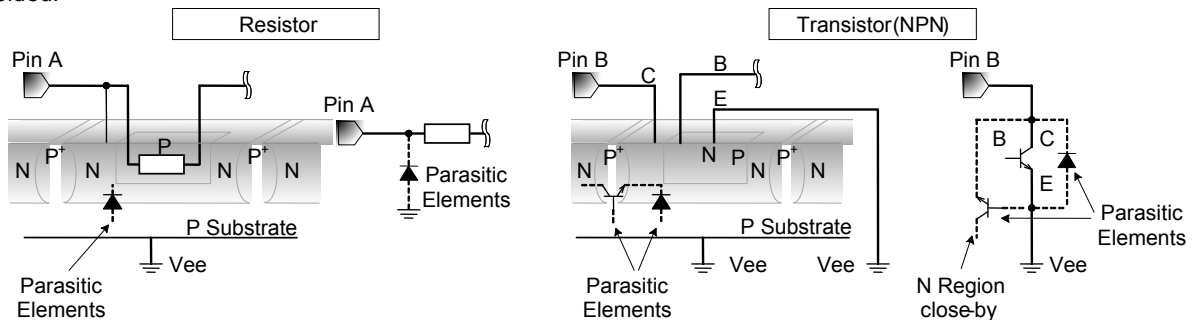 Resistor
Transistor(NPN)
Pin A
Pin A
P
N
P+
N
P+
N
N
Parasitic
Elements
P Substrate
Vee
Parasitic
Elements
Pin B
C
B
E
N
P+
N
N
P
P+
N
N
P Substrate
Vee
Vee
Parasitic
Elements
Pin B
B
C
E
Parasitic
Elements
Vee
N Region
close-by